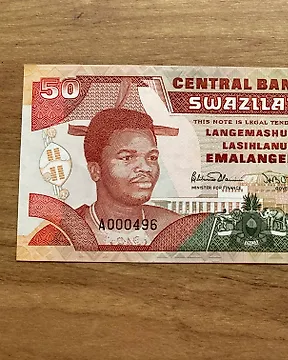 50
CENTRAL BAN
SWAZILA
THIS NOTE IS LEGAL TEND
LANGEMASHU
LASIHLANU
EMALANGE
MINISTER FOR FINANCE
A000496